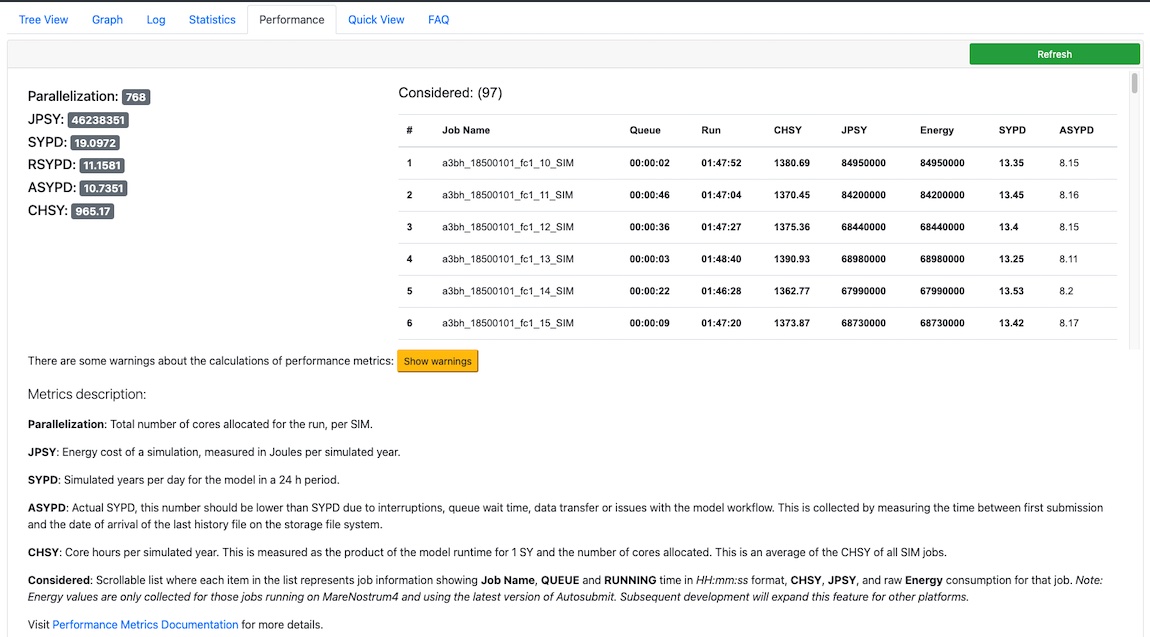 Tree View Graph Log Statistics Performance Quick View FAQ
Refresh
Parallelization: 768
JPSY: 46238351
SYPD: 19.0972
RSYPD: 11.1581
ASYPD: 10.7351
CHSY: 965.17
Considered: (97)
# Job Name Queue Run CHSY JPSY Energy SYPD ASYPD
1 a3bh_18500101_fc1_10_SIM 00:00:02 01:47:52 1380.69 84950000 84950000 13.35 8.15
2 a3bh_18500101_fc1_11_SIM 00:00:46 01:47:04 1370.45 84200000 84200000 13.45 8.16
3 a3bh_18500101_fc1_12_SIM 00:00:36 01:47:27 1375.36 68440000 68440000 13.4 8.15
4 a3bh_18500101_fc1_13_SIM 00:00:03 01:48:40 1390.93 68980000 68980000 13.25 8.11
5 a3bh_18500101_fc1_14_SIM 00:00:22 01:46:28 1362.77 67990000 67990000 13.53 8.2
6 a3bh_18500101_fc1_15_SIM 00:00:09 01:47:20 1373.87 68730000 68730000 13.42 8.17
There are some warnings about the calculations of performance metrics: Show warnings
Metrics description:
Parallelization: Total number of cores allocated for the run, per SIM.
JPSY: Energy cost of a simulation, measured in Joules per simulated year.
SYPD: Simulated years per day for the model in a 24 h period.
ASYPD: Actual SYPD, this number should be lower than SYPD due to interruptions, queue wait time, data transfer or issues with the model workflow. This is collected by measuring the time between first submission
and the date of arrival of the last history file on the storage file system.
CHSY: Core hours per simulated year. This is measured as the product of the model runtime for 1 SY and the number of cores allocated. This is an average of the CHSY of all SIM jobs.
Considered: Scrollable list where each item in the list represents job information showing Job Name, QUEUE and RUNNING time in HH:mm:ss format, CHSY, JPSY, and raw Energy consumption for that job. Note:
Energy values are only collected for those jobs running on MareNostrum4 and using the latest version of Autosubmit. Subsequent development will expand this feature for other platforms.
Visit Performance Metrics Documentation for more details.